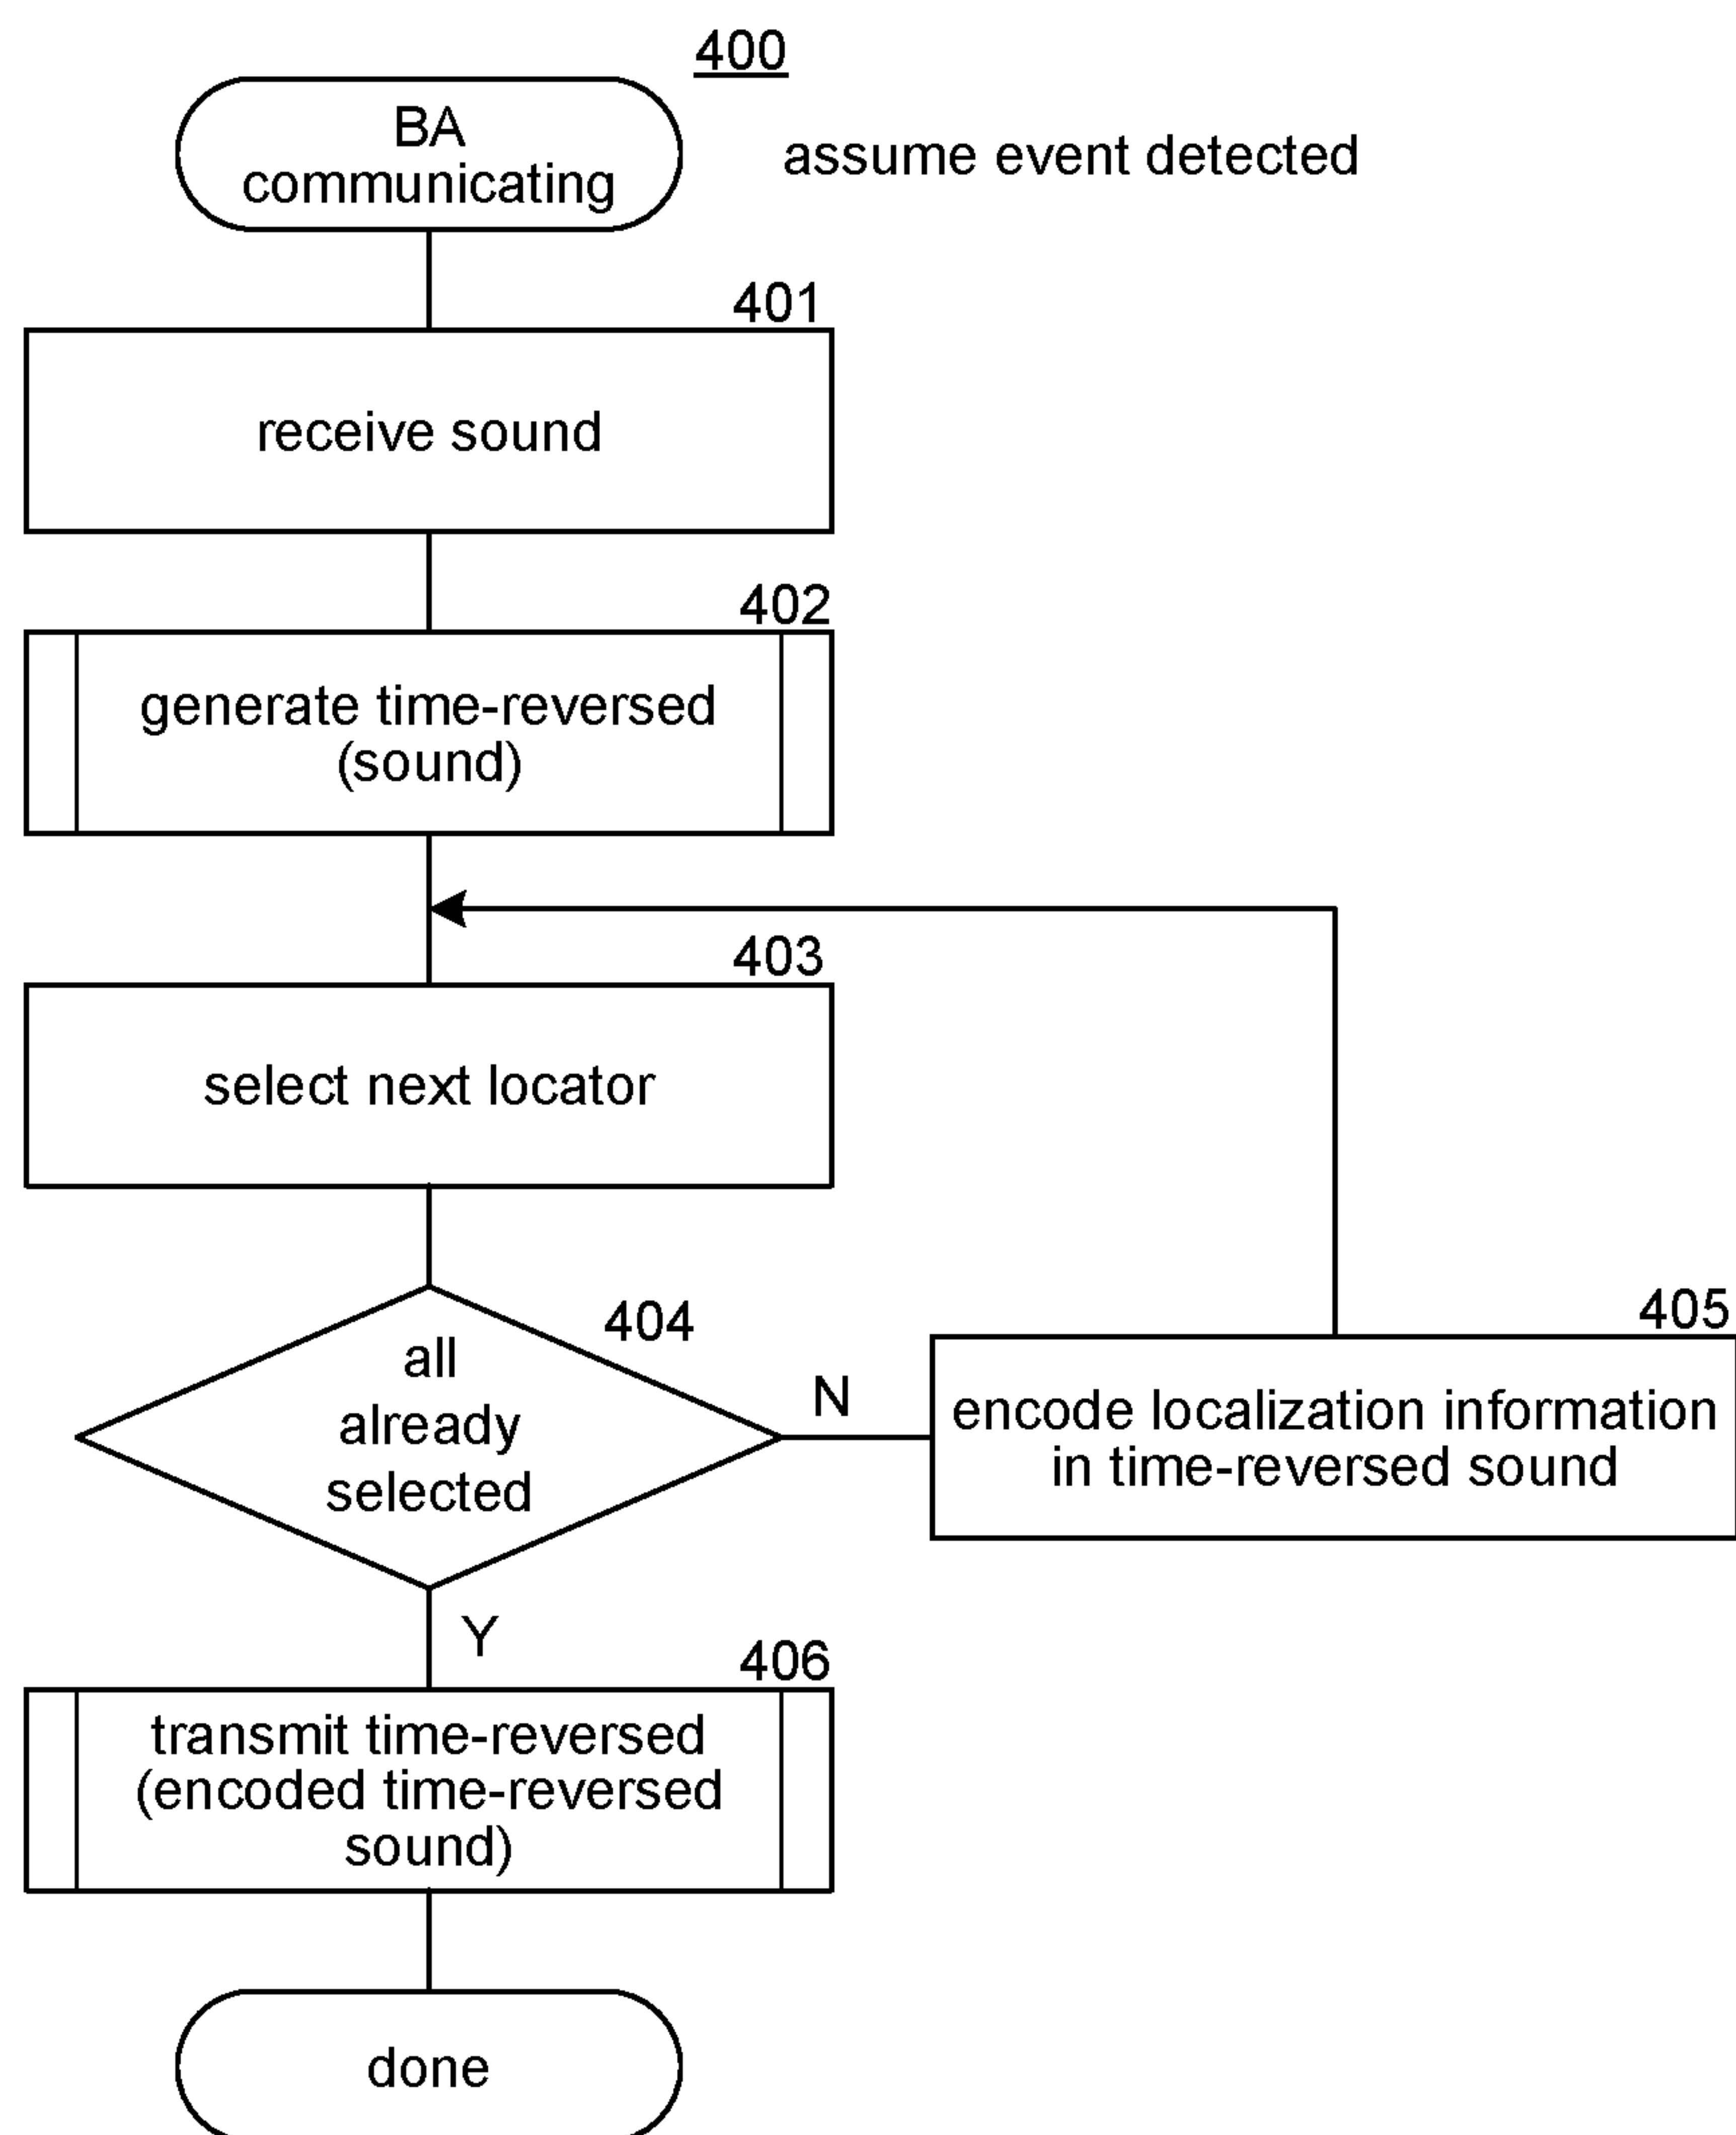 400
BA
communicating
assume event detected
401
receive sound
402
generate time-reversed
(sound)
403
select next locator
404
all
already
selected
N
405
encode localization information
in time-reversed sound
Y
406
transmit time-reversed
(encoded time-reversed
sound)
done